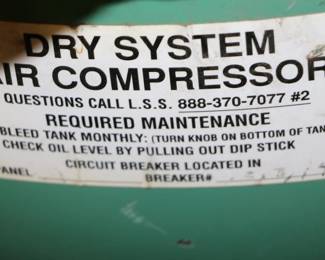 DRY SYSTEM
AIR COMPRESSOR
QUESTIONS CALL L.S.S. 888-370-7077 #2
REQUIRED MAINTENANCE
BLEED TANK MONTHLY: (TURN KNOB ON BOTTOM OF TAN
CHECK OIL LEVEL BY PULLING OUT DIP STICK
CIRCUIT BREAKER LOCATED IN
PANEL BREAKER#